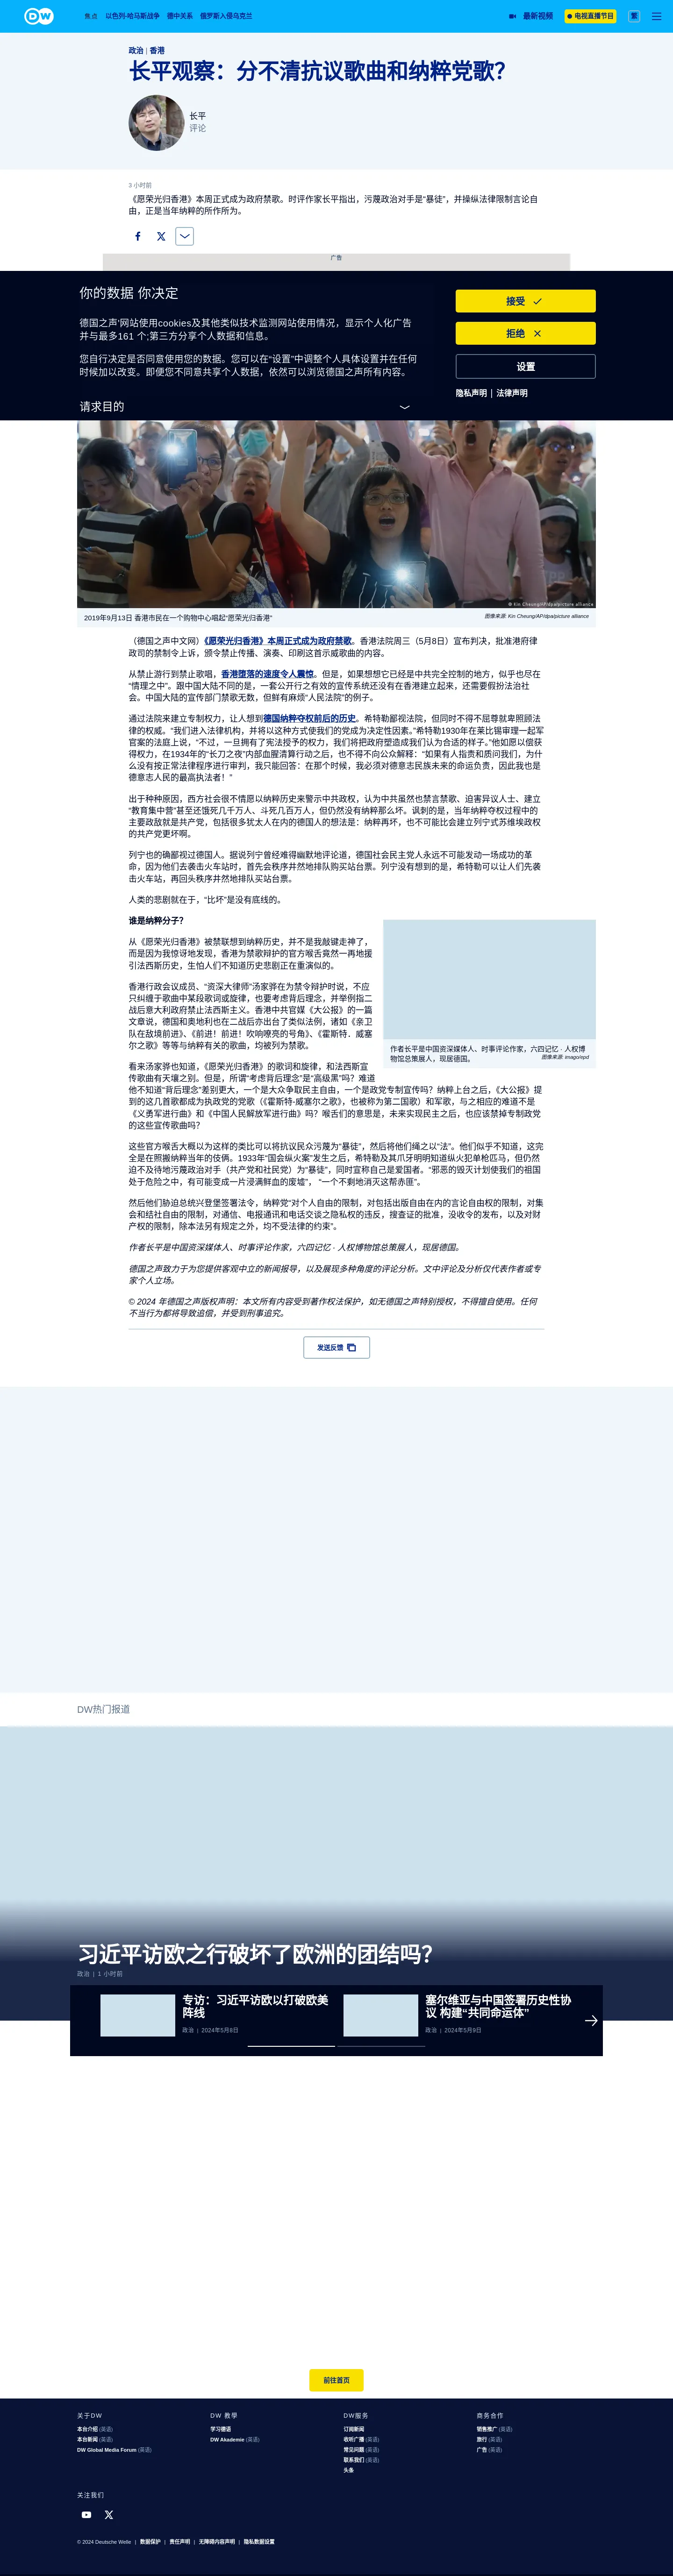 DW
焦点 以色列-哈马斯战争 德中关系 俄罗斯入侵乌克兰 最新视频 电视直播节目 繁
政治 | 香港
长平观察：分不清抗议歌曲和纳粹党歌？
长平
评论
3 小时前
《愿荣光归香港》本周正式成为政府禁歌。时评作家长平指出，污蔑政治对手是“暴徒”，并操纵法律限制言论自
由，正是当年纳粹的所作所为。
广告
你的数据 你决定
德国之声'网站使用cookies及其他类似技术监测网站使用情况，显示个人化广告
并与最多161 个;第三方分享个人数据和信息。
您自行决定是否同意使用您的数据。您可以在“设置”中调整个人具体设置并在任何
时候加以改变。即便您不同意共享个人数据，依然可以浏览德国之声所有内容。
请求目的
接受
拒绝
设置
隐私声明 | 法律声明
© Kim Cheung/AP/dpa/picture alliance
2019年9月13日 香港市民在一个购物中心唱起“愿荣光归香港”
图像来源: Kin Cheung/AP/dpa/picture alliance
（德国之声中文网）《愿荣光归香港》本周正式成为政府禁歌。香港法院周三（5月8日）宣布判决，批准港府律
政司的禁制令上诉，颁令禁止传播、演奏、印刷这首示威歌曲的内容。
从禁止游行到禁止歌唱，香港堕落的速度令人震惊。但是，如果想想它已经是中共完全控制的地方，似乎也尽在
“情理之中”。跟中国大陆不同的是，一套公开行之有效的宣传系统还没有在香港建立起来，还需要假扮法治社
会。中国大陆的宣传部门禁歌无数，但鲜有麻烦“人民法院”的例子。
通过法院来建立专制权力，让人想到德国纳粹夺权前后的历史。希特勒鄙视法院，但同时不得不屈尊就卑照顾法
律的权威。“我们进入法律机构，并将以这种方式使我们的党成为决定性因素。”希特勒1930年在莱比锡审理一起军
官案的法庭上说，“不过，一旦拥有了宪法授予的权力，我们将把政府塑造成我们认为合适的样子。”他如愿以偿获
得权力，在1934年的“长刀之夜”内部血腥清算行动之后，也不得不向公众解释：“如果有人指责和质问我们，为什
么没有按正常法律程序进行审判，我只能回答：在那个时候，我必须对德意志民族未来的命运负责，因此我也是
德意志人民的最高执法者！”
出于种种原因，西方社会很不情愿以纳粹历史来警示中共政权，认为中共虽然也禁言禁歌、迫害异议人士、建立
“教育集中营”甚至还饿死几千万人、斗死几百万人，但仍然没有纳粹那么坏。讽刺的是，当年纳粹夺权过程中的
主要政敌就是共产党，包括很多犹太人在内的德国人的想法是：纳粹再坏，也不可能比会建立列宁式苏维埃政权
的共产党更坏啊。
列宁也的确鄙视过德国人。据说列宁曾经难得幽默地评论道，德国社会民主党人永远不可能发动一场成功的革
命，因为他们去袭击火车站时，首先会秩序井然地排队购买站台票。列宁没有想到的是，希特勒可以让人们先袭
击火车站，再回头秩序井然地排队买站台票。
人类的悲剧就在于，“比坏”是没有底线的。
谁是纳粹分子？
从《愿荣光归香港》被禁联想到纳粹历史，并不是我敲键走神了，
而是因为我惊讶地发现，香港为禁歌辩护的官方喉舌竟然一再地援
引法西斯历史，生怕人们不知道历史悲剧正在重演似的。
香港行政会议成员、“资深大律师”汤家骅在为禁令辩护时说，不应
只纠缠于歌曲中某段歌词或旋律，也要考虑背后理念，并举例指二
战后意大利政府禁止法西斯主义。香港中共官媒《大公报》的一篇
文章说，德国和奥地利也在二战后亦出台了类似法例，诸如《亲卫
队在敌境前进》、《前进！前进！吹响嘹亮的号角》、《霍斯特．威塞
尔之歌》等等与纳粹有关的歌曲，均被列为禁歌。
作者长平是中国资深媒体人、时事评论作家，六四记忆 · 人权博
物馆总策展人，现居德国。
图像来源: imago/epd
看来汤家骅也知道，《愿荣光归香港》的歌词和旋律，和法西斯宣
传歌曲有天壤之别。但是，所谓“考虑背后理念”是“高级黑”吗？难道
他不知道“背后理念”差别更大，一个是大众争取民主自由，一个是政党专制宣传吗？纳粹上台之后，《大公报》提
到的这几首歌都成为执政党的党歌（《霍斯特-威塞尔之歌》，也被称为第二国歌）和军歌，与之相应的难道不是
《义勇军进行曲》和《中国人民解放军进行曲》吗？喉舌们的意思是，未来实现民主之后，也应该禁掉专制政党
的这些宣传歌曲吗？
这些官方喉舌大概以为这样的类比可以将抗议民众污蔑为“暴徒”，然后将他们绳之以“法”。他们似乎不知道，这完
全是在照搬纳粹当年的伎俩。1933年“国会纵火案”发生之后，希特勒及其爪牙明明知道纵火犯单枪匹马，但仍然
迫不及待地污蔑政治对手（共产党和社民党）为“暴徒”，同时宣称自己是爱国者。“邪恶的毁灭计划使我们的祖国
处于危险之中，有可能变成一片浸满鲜血的废墟”， “一个不剩地消灭这帮赤匪”。
然后他们胁迫总统兴登堡签署法令，纳粹党“对个人自由的限制，对包括出版自由在内的言论自由权的限制，对集
会和结社自由的限制，对通信、电报通讯和电话交谈之隐私权的违反，搜查证的批准，没收令的发布，以及对财
产权的限制，除本法另有规定之外，均不受法律的约束”。
作者长平是中国资深媒体人、时事评论作家，六四记忆 · 人权博物馆总策展人，现居德国。
德国之声致力于为您提供客观中立的新闻报导，以及展现多种角度的评论分析。文中评论及分析仅代表作者或专
家个人立场。
© 2024 年德国之声版权声明：本文所有内容受到著作权法保护，如无德国之声特别授权，不得擅自使用。任何
不当行为都将导致追偿，并受到刑事追究。
发送反馈
DW热门报道
习近平访欧之行破坏了欧洲的团结吗？
政治 | 1 小时前
专访：习近平访欧以打破欧美
阵线
政治 | 2024年5月8日
塞尔维亚与中国签署历史性协
议 构建“共同命运体”
政治 | 2024年5月9日
前往首页
关于DW
本台介绍 (英语)
本台新闻 (英语)
DW Global Media Forum (英语)
DW 教學
学习德语
DW Akademie (英语)
DW服务
订阅新闻
收听广播 (英语)
常见问题 (英语)
联系我们 (英语)
头条
商务合作
销售推广 (英语)
旅行 (英语)
广告 (英语)
关注我们
© 2024 Deutsche Welle | 数据保护 | 责任声明 | 无障碍内容声明 | 隐私数据设置